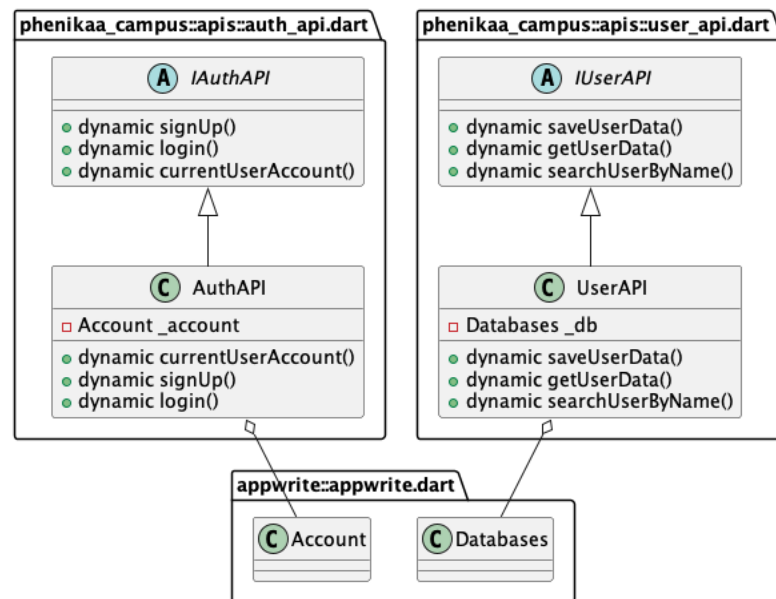 phenikaa_campus::apis::auth_api.dart
A IAuthAPI
dynamic signUp()
dynamic login()
dynamic currentUserAccount()
C AuthAPI
Account _account
dynamic currentUserAccount()
dynamic signUp()
dynamic login()
phenikaa_campus::apis::user_api.dart
A IUserAPI
dynamic saveUserData()
dynamic getUserData()
dynamic searchUserByName()
C UserAPI
Databases _db
dynamic saveUserData()
dynamic getUserData()
dynamic searchUserByName()
appwrite::appwrite.dart
C Account
C Databases